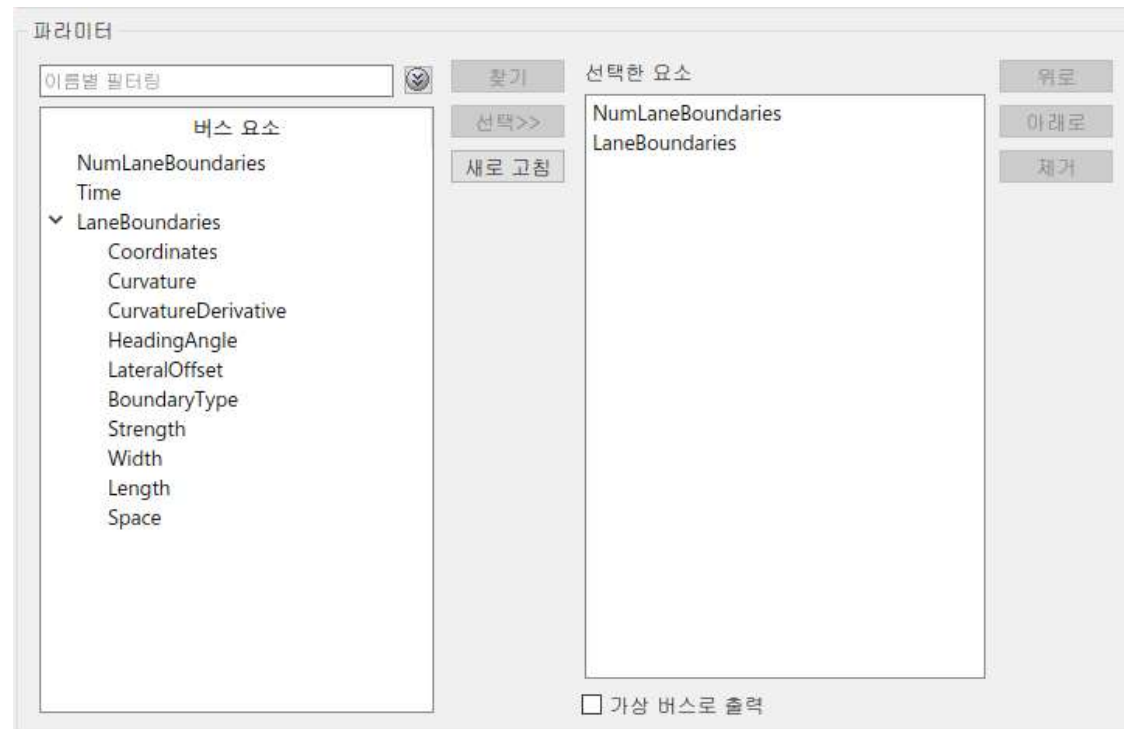 파라미터
이름별 필터링
찾기
선택>>
새로 고침
버스 요소
NumLaneBoundaries
Time
LaneBoundaries
Coordinates
Curvature
CurvatureDerivative
HeadingAngle
LateralOffset
BoundaryType
Strength
Width
Length
Space
선택한 요소
NumLaneBoundaries
LaneBoundaries
위로
아래로
제거
가상 버스로 출력